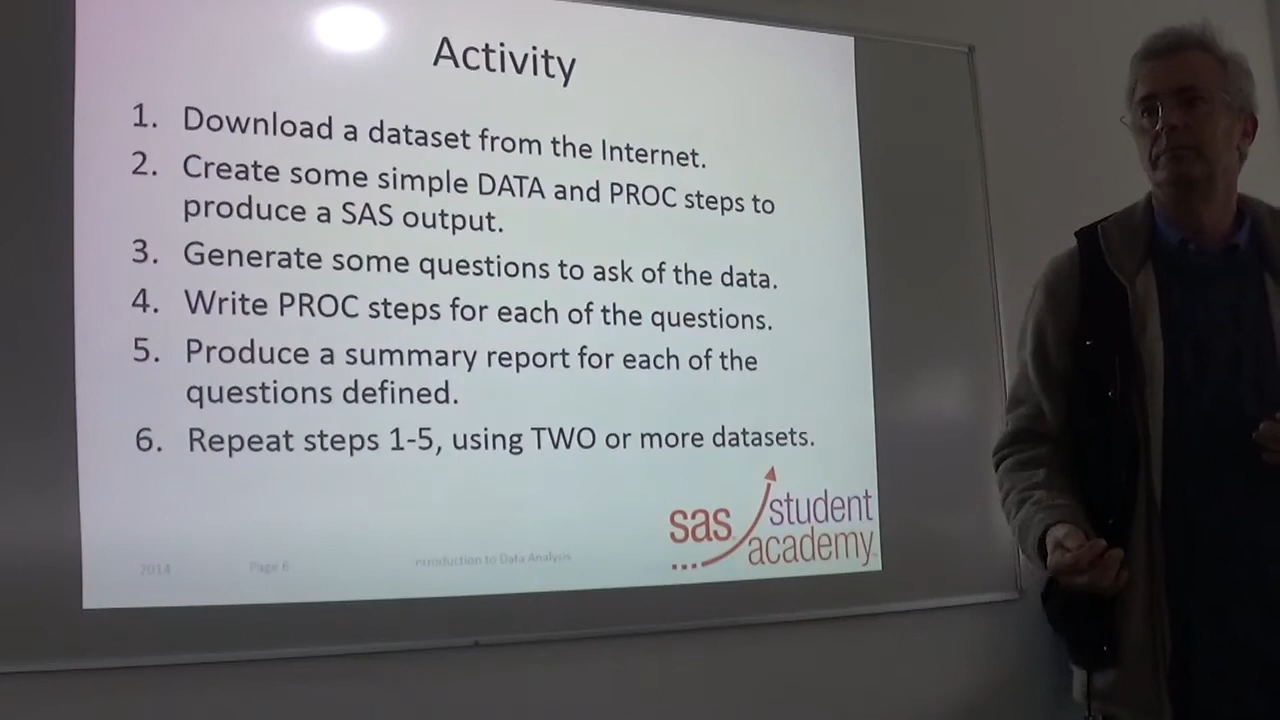 Activity
1. Download a dataset from the Internet.
2. Create some simple DATA and PROC steps to
produce a SAS output.
3. Generate some questions to ask of the data.
4. Write PROC steps for each of the questions.
5. Produce a summary report for each of the
questions defined.
6. Repeat steps 1-5, using TWO or more datasets.
sas student
academy
2014 Page 6 ntroduction to Data Analysis